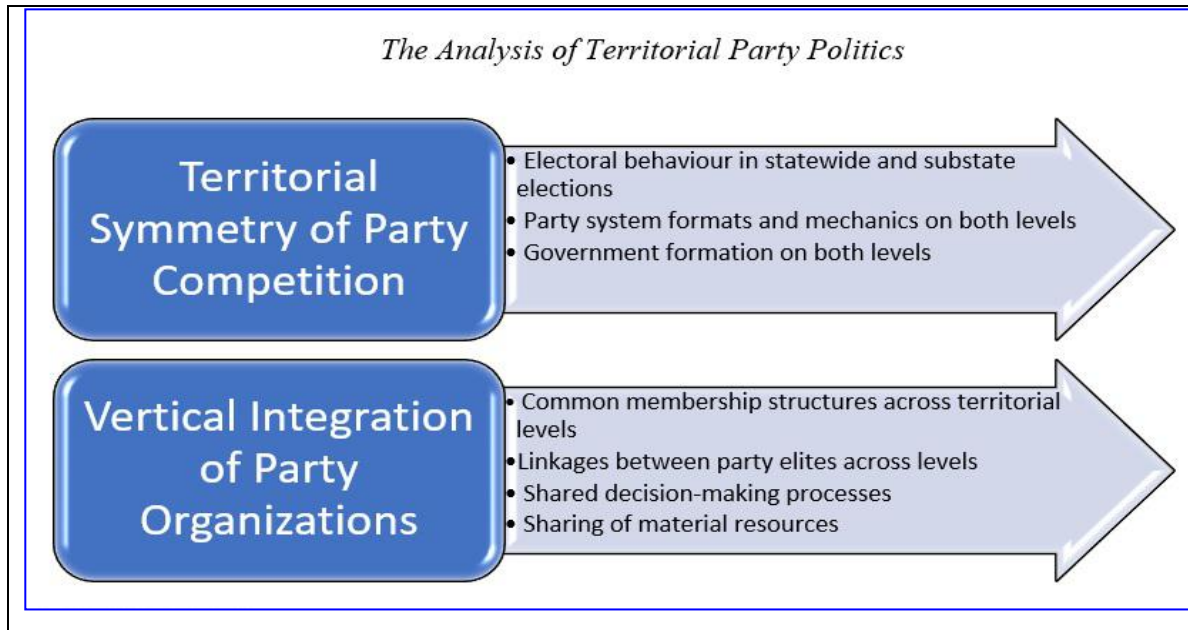 The Analysis of Territorial Party Politics
Territorial
Symmetry of Party
Competition
• Electoral behaviour in statewide and substate
elections
• Party system formats and mechanics on both levels
• Government formation on both levels
Vertical Integration
of Party
Organizations
• Common membership structures across territorial
levels
•Linkages between party elites across levels
• Shared decision-making processes
• Sharing of material resources